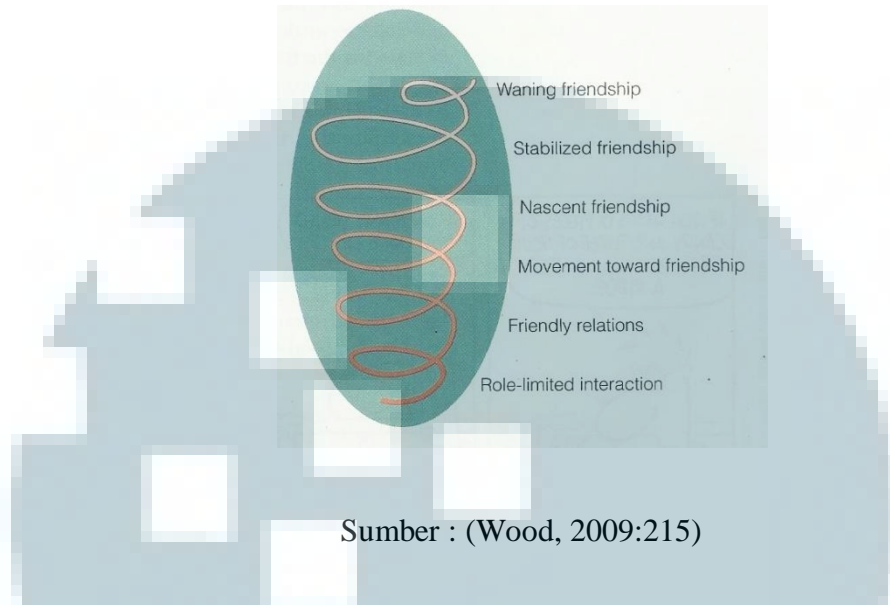 Waning friendship
Stabilized friendship
Nascent friendship
Movement toward friendship
Friendly relations
Role-limited interaction
Sumber : (Wood, 2009:215)